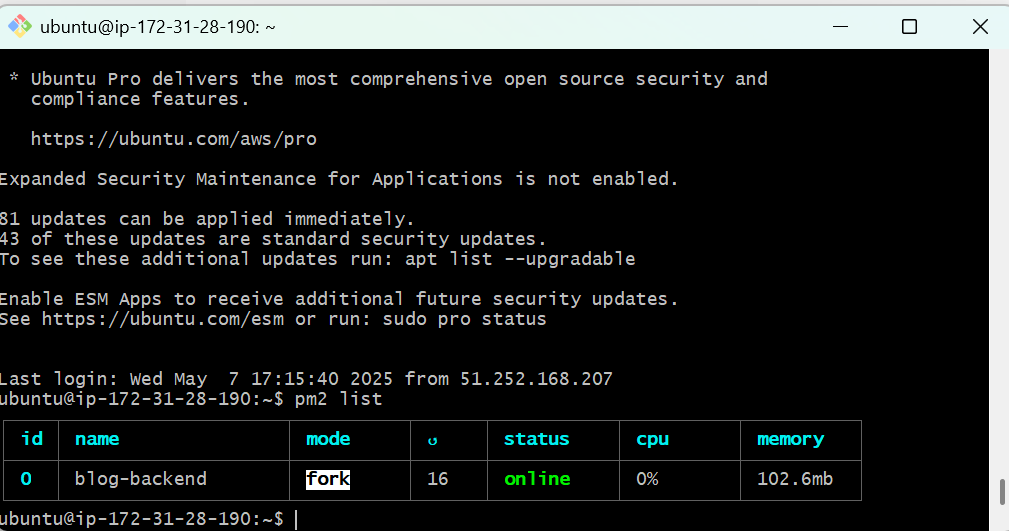 ubuntu@ip-172-31-28-190: ~
* Ubuntu Pro delivers the most comprehensive open source security and
compliance features.
https://ubuntu.com/aws/pro
Expanded Security Maintenance for Applications is not enabled.
81 updates can be applied immediately.
43 of these updates are standard security updates.
To see these additional updates run: apt list --upgradable
Enable ESM Apps to receive additional future security updates.
See https://ubuntu.com/esm or run: sudo pro status
Last login: Wed May  7 17:15:40 2025 from 51.252.168.207
ubuntu@ip-172-31-28-190:~$ pm2 list
id name mode ↺ status cpu memory
0 blog-backend fork 16 online 0% 102.6mb
ubuntu@ip-172-31-28-190:~$